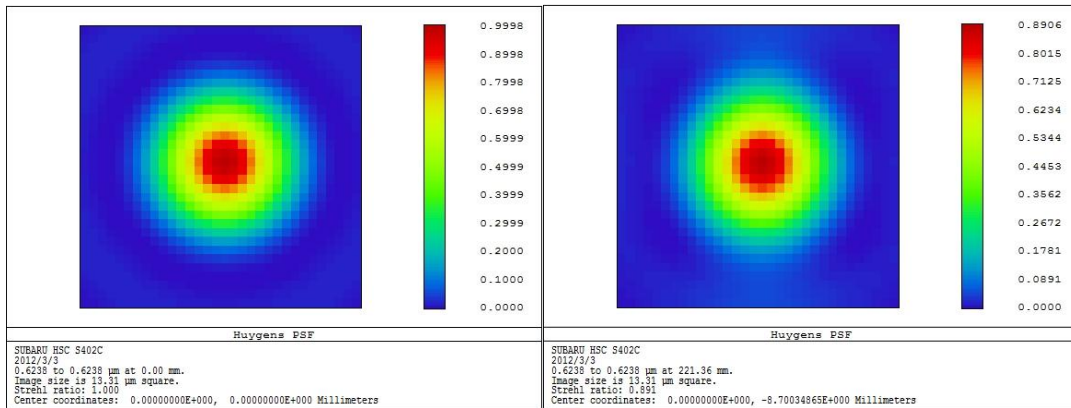 0.9998
0.8998
0.7998
0.6998
0.5999
0.4999
0.3999
0.2999
0.2000
0.1000
0.0000
Huygens PSF
SUBARU HSC S402C
2012/3/3
0.6238 to 0.6238 µm at 0.00 mm.
Image size is 13.31 µm square.
Strehl ratio: 1.000
Center coordinates: 0.00000000E+000, 0.00000000E+000 Millimeters
0.8906
0.8015
0.7125
0.6234
0.5344
0.4453
0.3562
0.2672
0.1781
0.0891
0.0000
Huygens PSF
SUBARU HSC S402C
2012/3/3
0.6238 to 0.6238 µm at 221.36 mm.
Image size is 13.31 µm square.
Strehl ratio: 0.891
Center coordinates: 0.00000000E+000, -8.70034865E+000 Millimeters